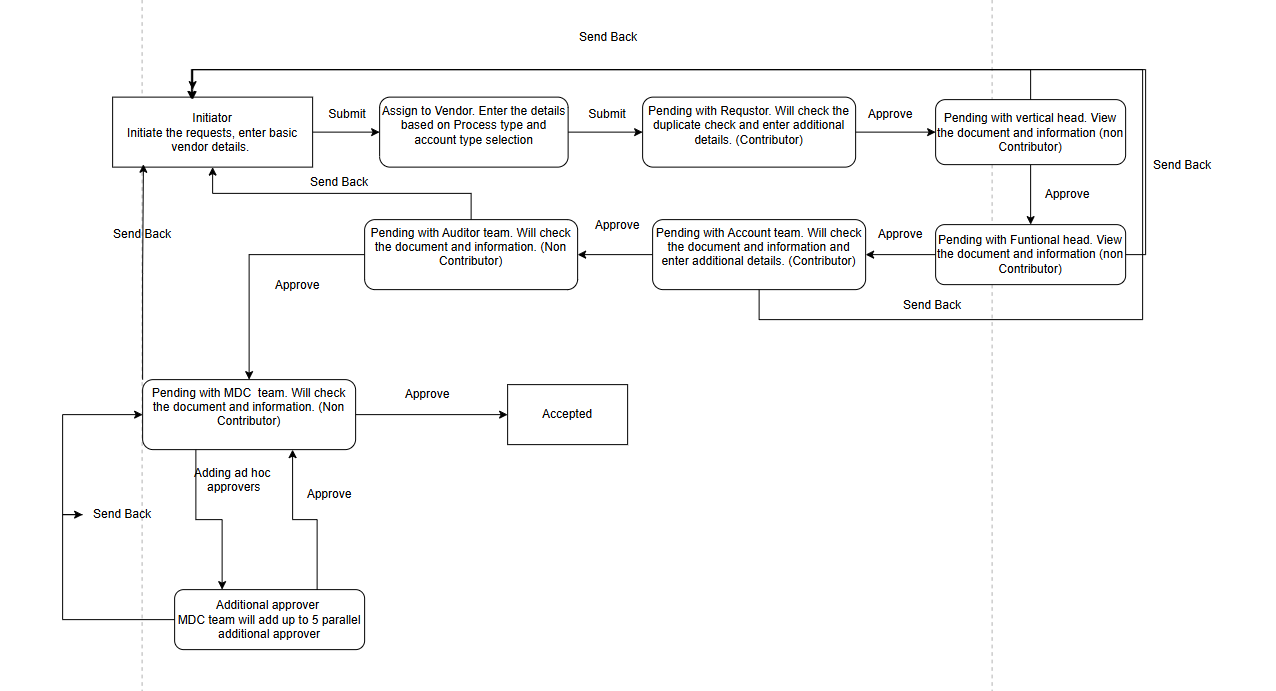 Send Back
Initiator
Initiate the requests, enter basic
vendor details.
Submit
Assign to Vendor. Enter the details
based on Process type and
account type selection
Submit
Pending with Requstor. Will check the
duplicate check and enter additional
details. (Contributor)
Approve
Pending with vertical head. View
the document and information (non
Contributor)
Send Back
Approve
Send Back
Send Back
Pending with Auditor team. Will check
the document and information. (Non
Contributor)
Approve
Pending with Account team. Will check
the document and information and
enter additional details. (Contributor)
Approve
Pending with Funtional head. View
the document and information (non
Contributor)
Approve
Send Back
Pending with MDC  team. Will check
the document and information. (Non
Contributor)
Approve
Accepted
Adding ad hoc
approvers
Approve
Send Back
Additional approver
MDC team will add up to 5 parallel
additional approver